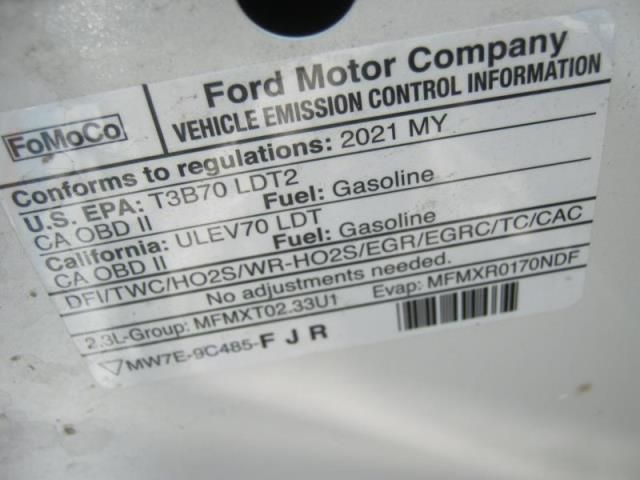 FoMoCo
Ford Motor Company
VEHICLE EMISSION CONTROL INFORMATION
Conforms to regulations: 2021 MY
U.S. EPA: T3B70 LDT2 Fuel: Gasoline
CA OBD II
California: ULEV70 LDT Fuel: Gasoline
CA OBD II
DFI/TWC/HO2S/WR-HO2S/EGR/EGRC/TC/CAC
No adjustments needed.
2.3L-Group: MFMXT02.33U1 Evap: MFMXR0170NDF
MW7E-9C485-F J R